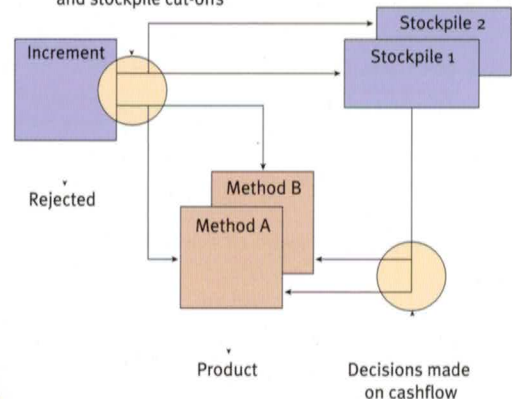 and stockpile cut-offs
Stockpile 2
Increment
Stockpile 1
Method B
Rejected
Method A
Product
Decisions made
on cashflow